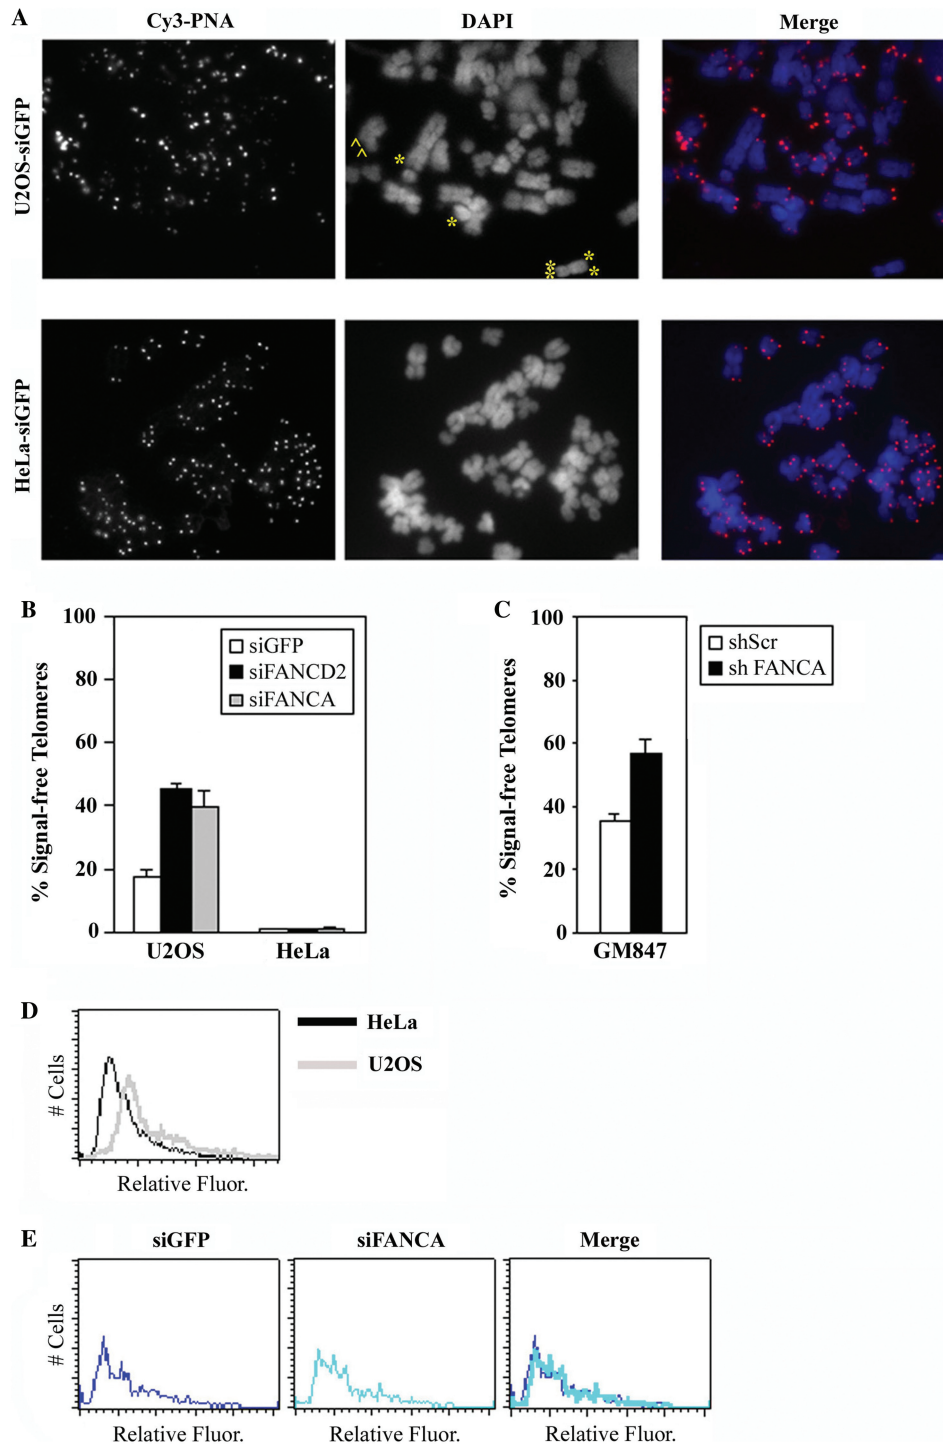 A
Cy3-PNA
DAPI
Merge
U2OS-siGFP
^
^
*
*
*
*
*
*
HeLa-siGFP
B
% Signal-free Telomeres
100
80
60
40
20
0
siGFP
siFANCD2
siFANCA
U2OS
HeLa
C
% Signal-free Telomeres
100
80
60
40
20
0
shScr
sh FANCA
GM847
D
# Cells
Relative Fluor.
HeLa
U2OS
E
siGFP
siFANCA
Merge
# Cells
Relative Fluor.
Relative Fluor.
Relative Fluor.